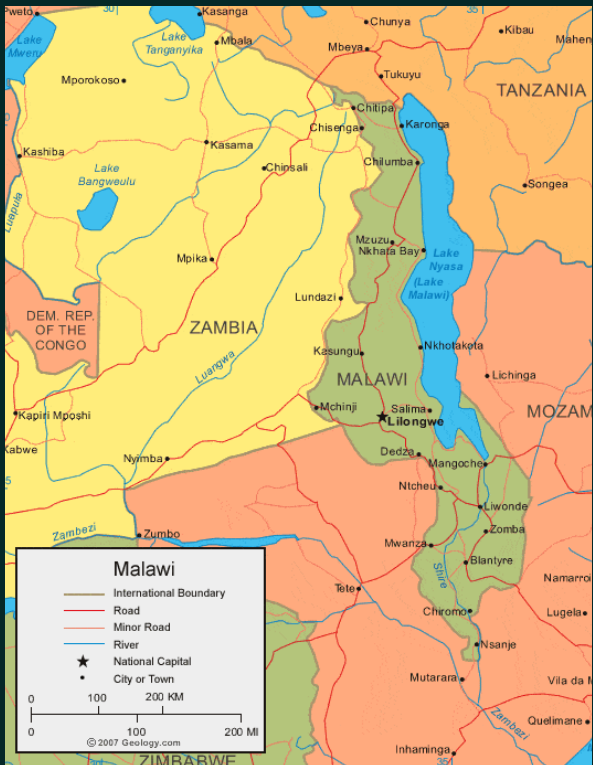 Pweto
30
Kasanga
35
Chunya
Kibau
Lake
Mweru
Lake
Tanganyika
Mbala
Mbeya
Mahen
Mporokoso
Tukuyu
TANZANIA
Chitipa
Chisenga
Karonga
Kashiba
Kasama
Chilumba
Chinsali
Lake
Bangweulu
Songea
Luapula
Mzuzu
Nkhata Bay
Mpika
Lake
Nyasa
(Lake
Malawi)
Lundazi
DEM. REP.
OF THE
CONGO
ZAMBIA
Luangwa
Kasungu
Nkhotakota
MALAWI
Lichinga
Kapiri Mposhi
Mchinji
Salima
Lilongwe
MOZAM
Kabwe
Nyimba
Dedza
Mangoche
Ntcheu
Liwonde
Zambezi
Zumbo
Mwanza
Zomba
Blantyre
Shire
Namarroi
Tete
Chiromo
Lugela
Nsanje
Mutarara
Vila da M
Zambezi
Quelimane
Inhaminga
35
ZIMBABWE
30
Malawi
International Boundary
Road
Minor Road
River
National Capital
City or Town
0 100 200 KM
0 100 200 MI
© 2007 Geology.com